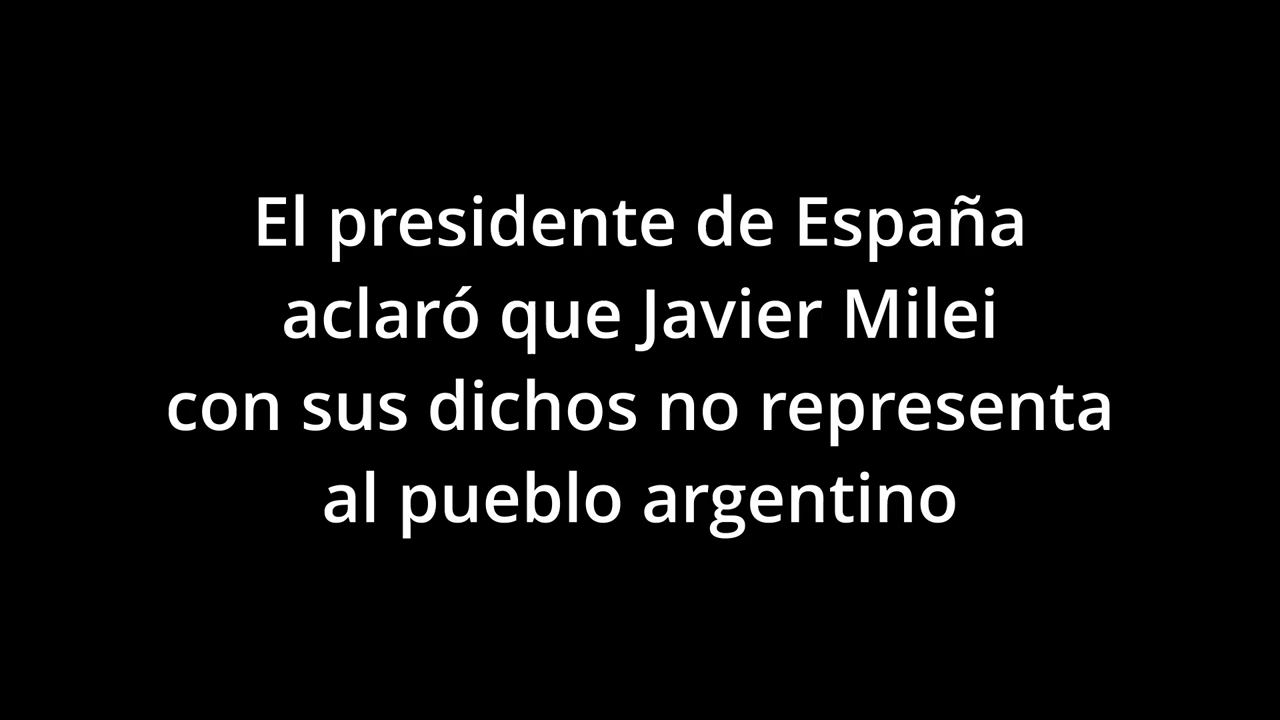 El presidente de España
aclaró que Javier Milei
con sus dichos no representa
al pueblo argentino